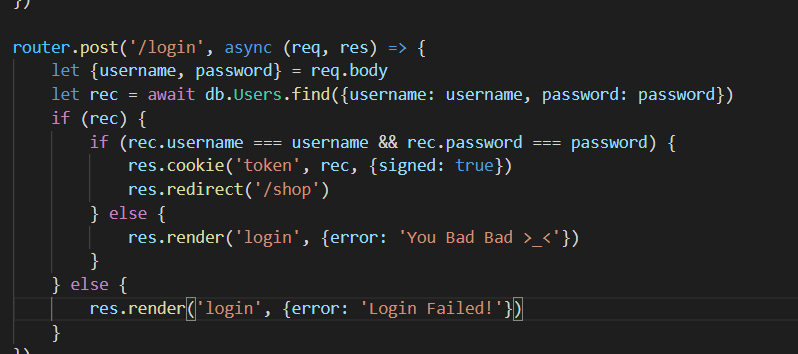 })
router.post('/login', async (req, res) => {
let {username, password} = req.body
let rec = await db.Users.find({username: username, password: password})
if (rec) {
if (rec.username === username && rec.password === password) {
res.cookie('token', rec, {signed: true})
res.redirect('/shop')
} else {
res.render('login', {error: 'You Bad Bad >_<'})
}
} else {
res.render('login', {error: 'Login Failed!'})
}
})